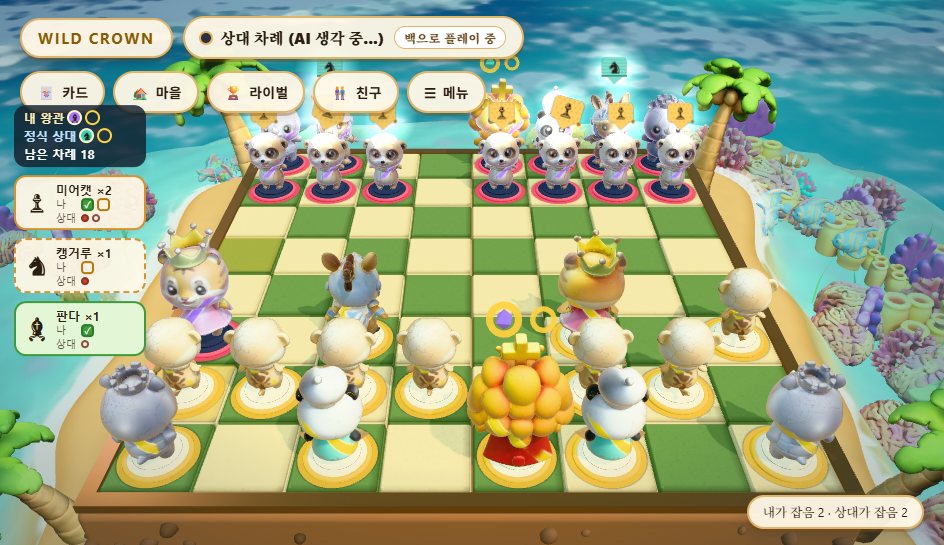 WILD CROWN
상대 차례 (AI 생각 중...)
백으로 플레이 중
카드
마을
라이벌
친구
☰ 메뉴
내 왕관
정식 상대
남은 차례 18
미어캣 ×2
나
상대
캥거루 ×1
나
상대
판다 ×1
나
상대
내가 잡음 2 · 상대가 잡음 2